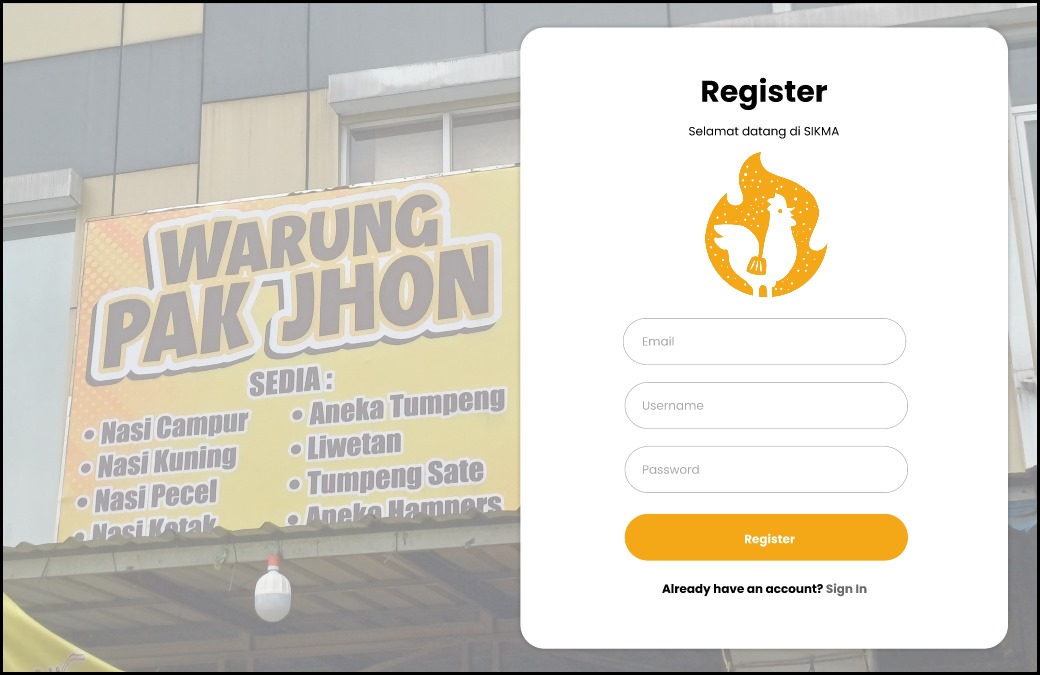 WARUNG
PAK JHON
SEDIA :
• Nasi Campur
• Nasi Kuning
• Nasi Pecel
• Nasi Kotak
• Aneka Tumpeng
• Liwetan
• Tumpeng Sate
• Aneka Hampers
Register
Selamat datang di SIKMA
Email
Username
Password
Register
Already have an account? Sign In